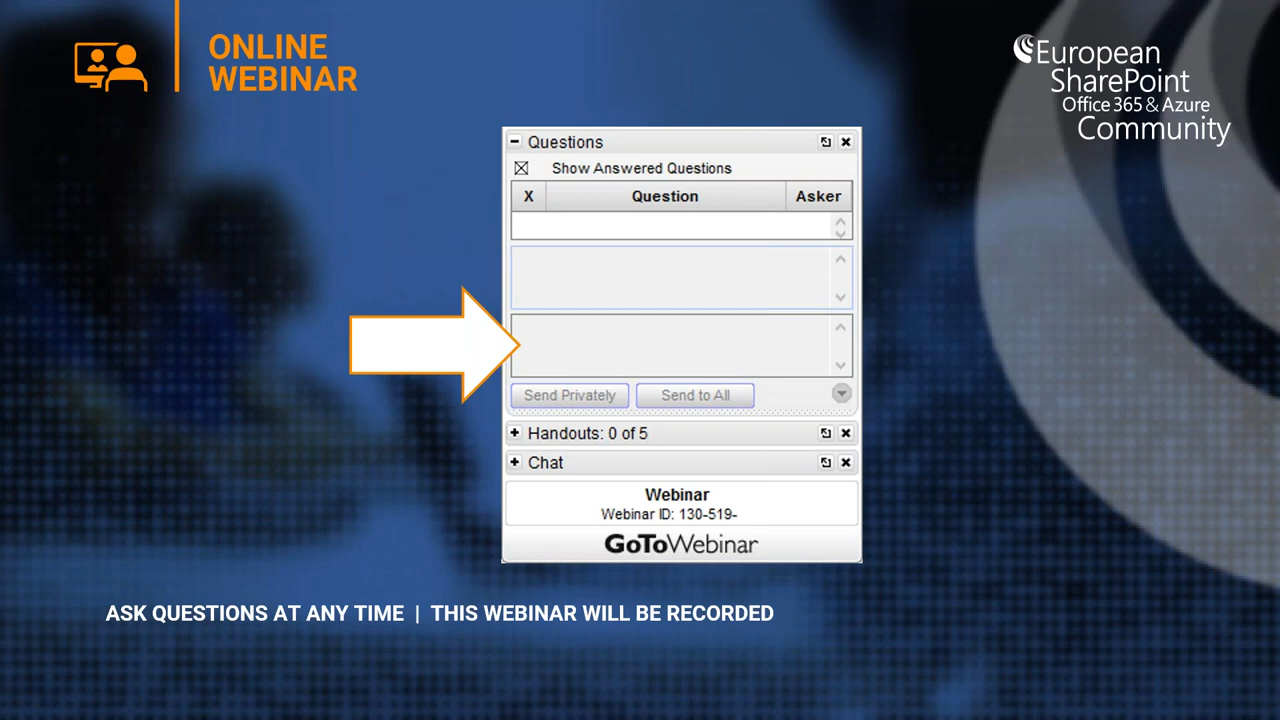 ONLINE
WEBINAR
European
SharePoint
Office 365 & Azure
Community
Questions
Show Answered Questions
X Question Asker
Send Privately Send to All
Handouts: 0 of 5
Chat
Webinar
Webinar ID: 130-519-
GoToWebinar
ASK QUESTIONS AT ANY TIME | THIS WEBINAR WILL BE RECORDED